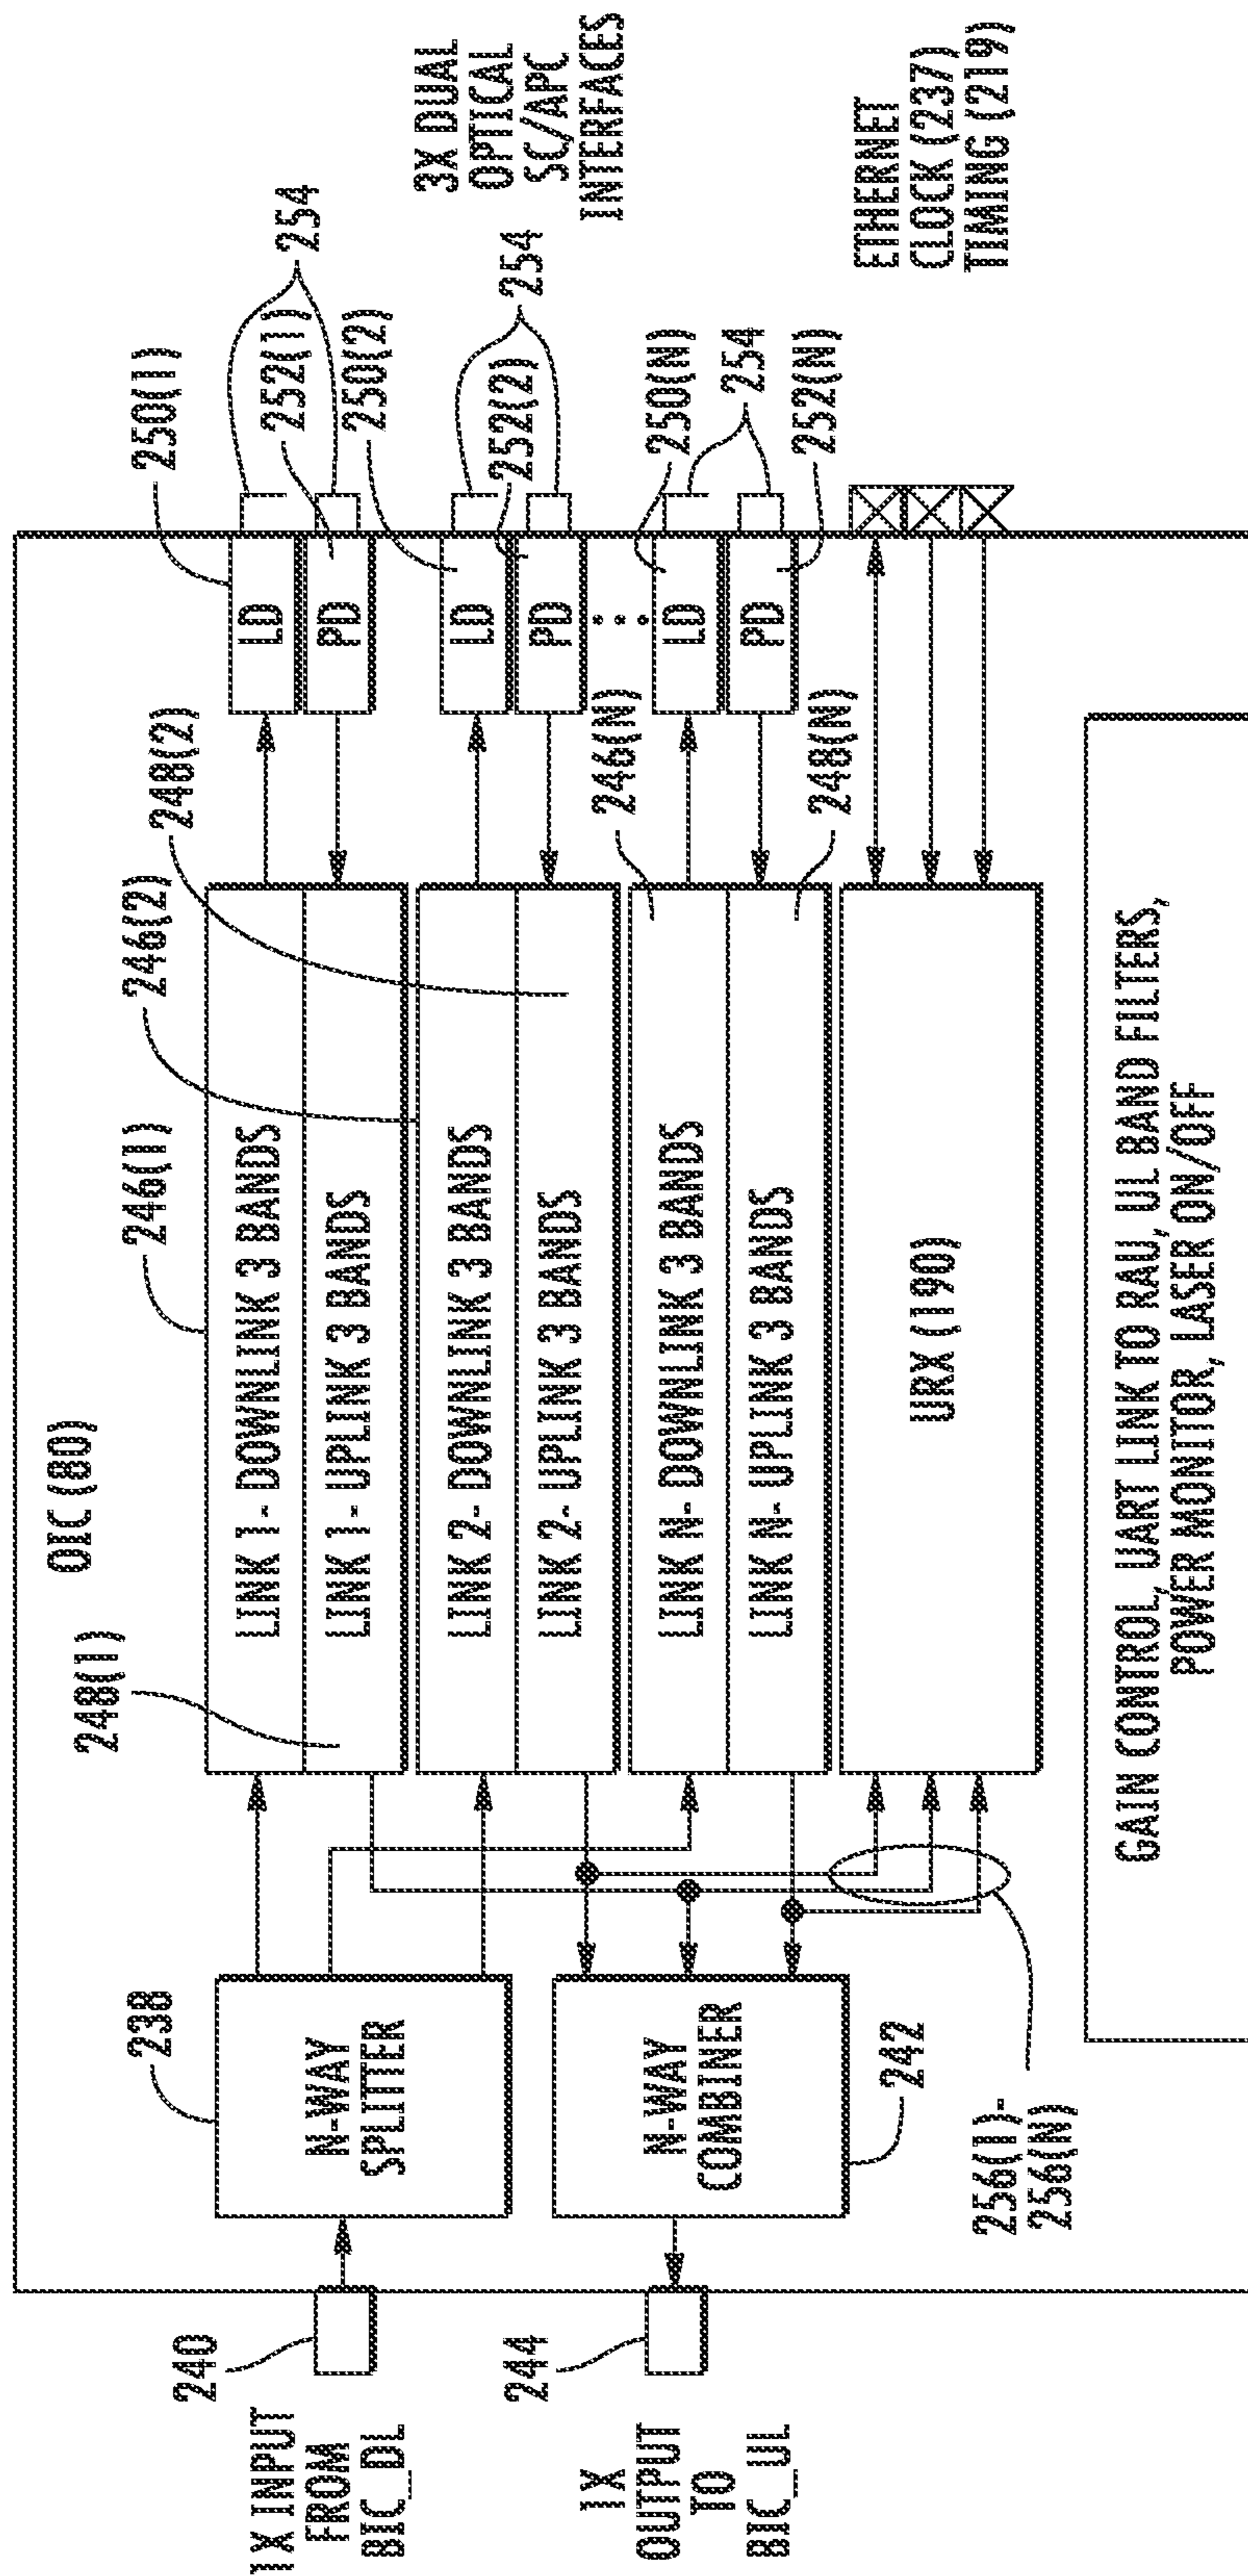 OIC (80)
1X INPUT
FROM
BIC_DL
240
238
N-WAY
SPLITTER
1X
OUTPUT
TO
BIC_UL
244
N-WAY
COMBINER
242
256(1)-
256(N)
248(1)
246(1)
246(2)
248(2)
LINK 1- DOWNLINK 3 BANDS
LINK 1 - UPLINK 3 BANDS
LINK 2- DOWNLINK 3 BANDS
LINK 2- UPLINK 3 BANDS
LINK N- DOWNLINK 3 BANDS
LINK N- UPLINK 3 BANDS
246(N)
248(N)
URX (190)
LD
PD
LD
PD
LD
PD
250(1)
252(1)
254
250(2)
252(2)
254
250(N)
254
252(N)
3X DUAL
OPTICAL
SC/APC
INTERFACES
ETHERNET
CLOCK (237)
TIMING (219)
GAIN CONTROL, UART LINK TO RAU, UL BAND FILTERS,
POWER MONITOR, LASER ON/OFF